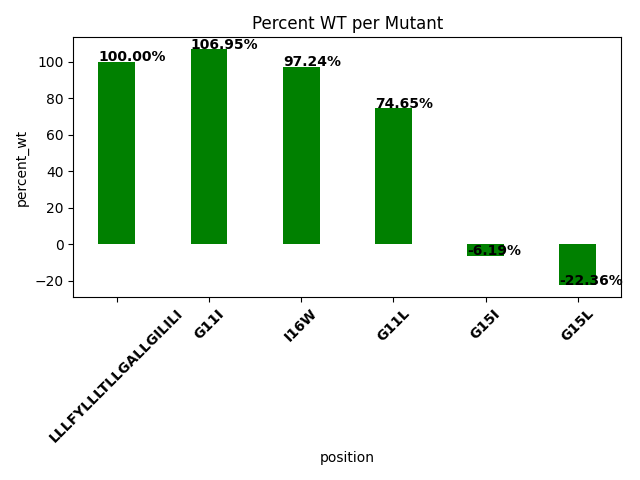 Percent WT per Mutant
percent_wt
100
80
60
40
20
0
−20
100.00%
106.95%
97.24%
74.65%
-6.19%
-22.36%
LLLFYLLLTLLGALLGILILI
G11I
I16W
G11L
G15I
G15L
position